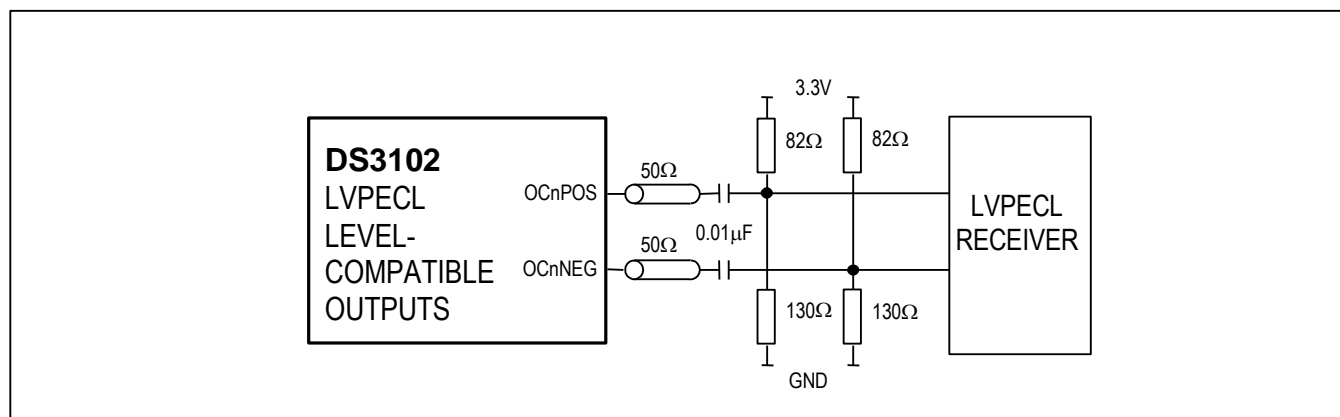 DS3102
LVPECL
LEVEL-
COMPATIBLE
OUTPUTS
OCnPOS
OCnNEG
50Ω
50Ω
0.01µF
3.3V
82Ω
82Ω
130Ω
130Ω
GND
LVPECL
RECEIVER